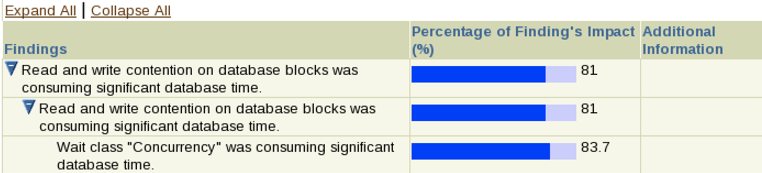 Expand All | Collapse All
Findings
Percentage of Finding's Impact
(%)
Additional
Information
Read and write contention on database blocks was
consuming significant database time.
81
Read and write contention on database blocks was
consuming significant database time.
81
Wait class "Concurrency" was consuming significant
database time.
83.7